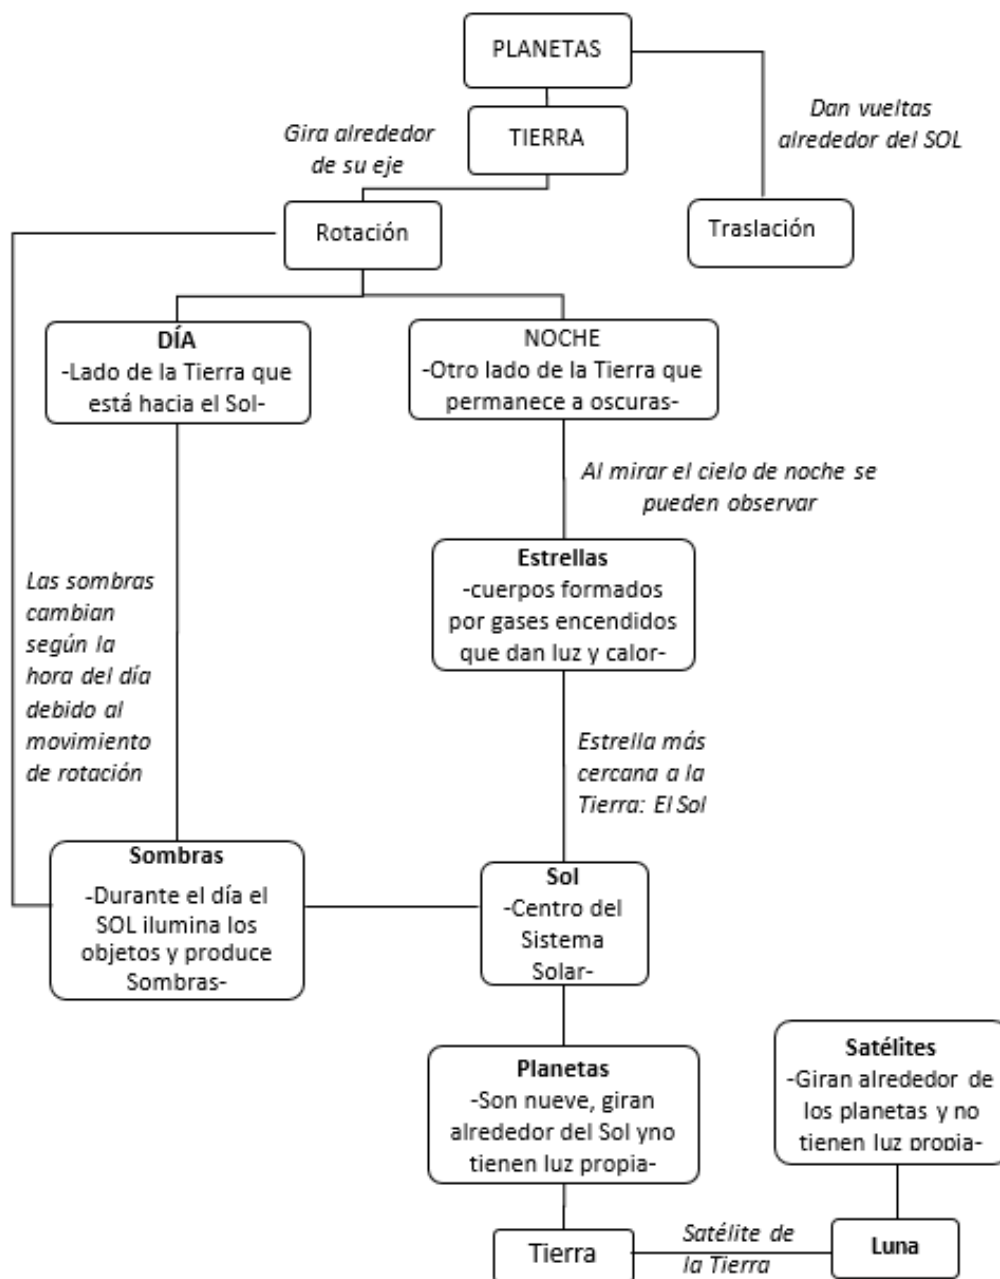 PLANETAS
Dan vueltas
alrededor del SOL
Gira alrededor
de su eje
TIERRA
Rotación
Traslación
DÍA
-Lado de la Tierra que
está hacia el Sol-
NOCHE
-Otro lado de la Tierra que
permanece a oscuras-
Al mirar el cielo de noche se
pueden observar
Estrellas
-cuerpos formados
por gases encendidos
que dan luz y calor-
Las sombras
cambian
según la
hora del día
debido al
movimiento
de rotación
Estrella más
cercana a la
Tierra: El Sol
Sombras
-Durante el día el
SOL ilumina los
objetos y produce
Sombras-
Sol
-Centro del
Sistema
Solar-
Planetas
-Son nueve, giran
alrededor del Sol yno
tienen luz propia-
Satélites
-Giran alrededor de
los planetas y no
tienen luz propia-
Tierra
Satélite de
la Tierra
Luna